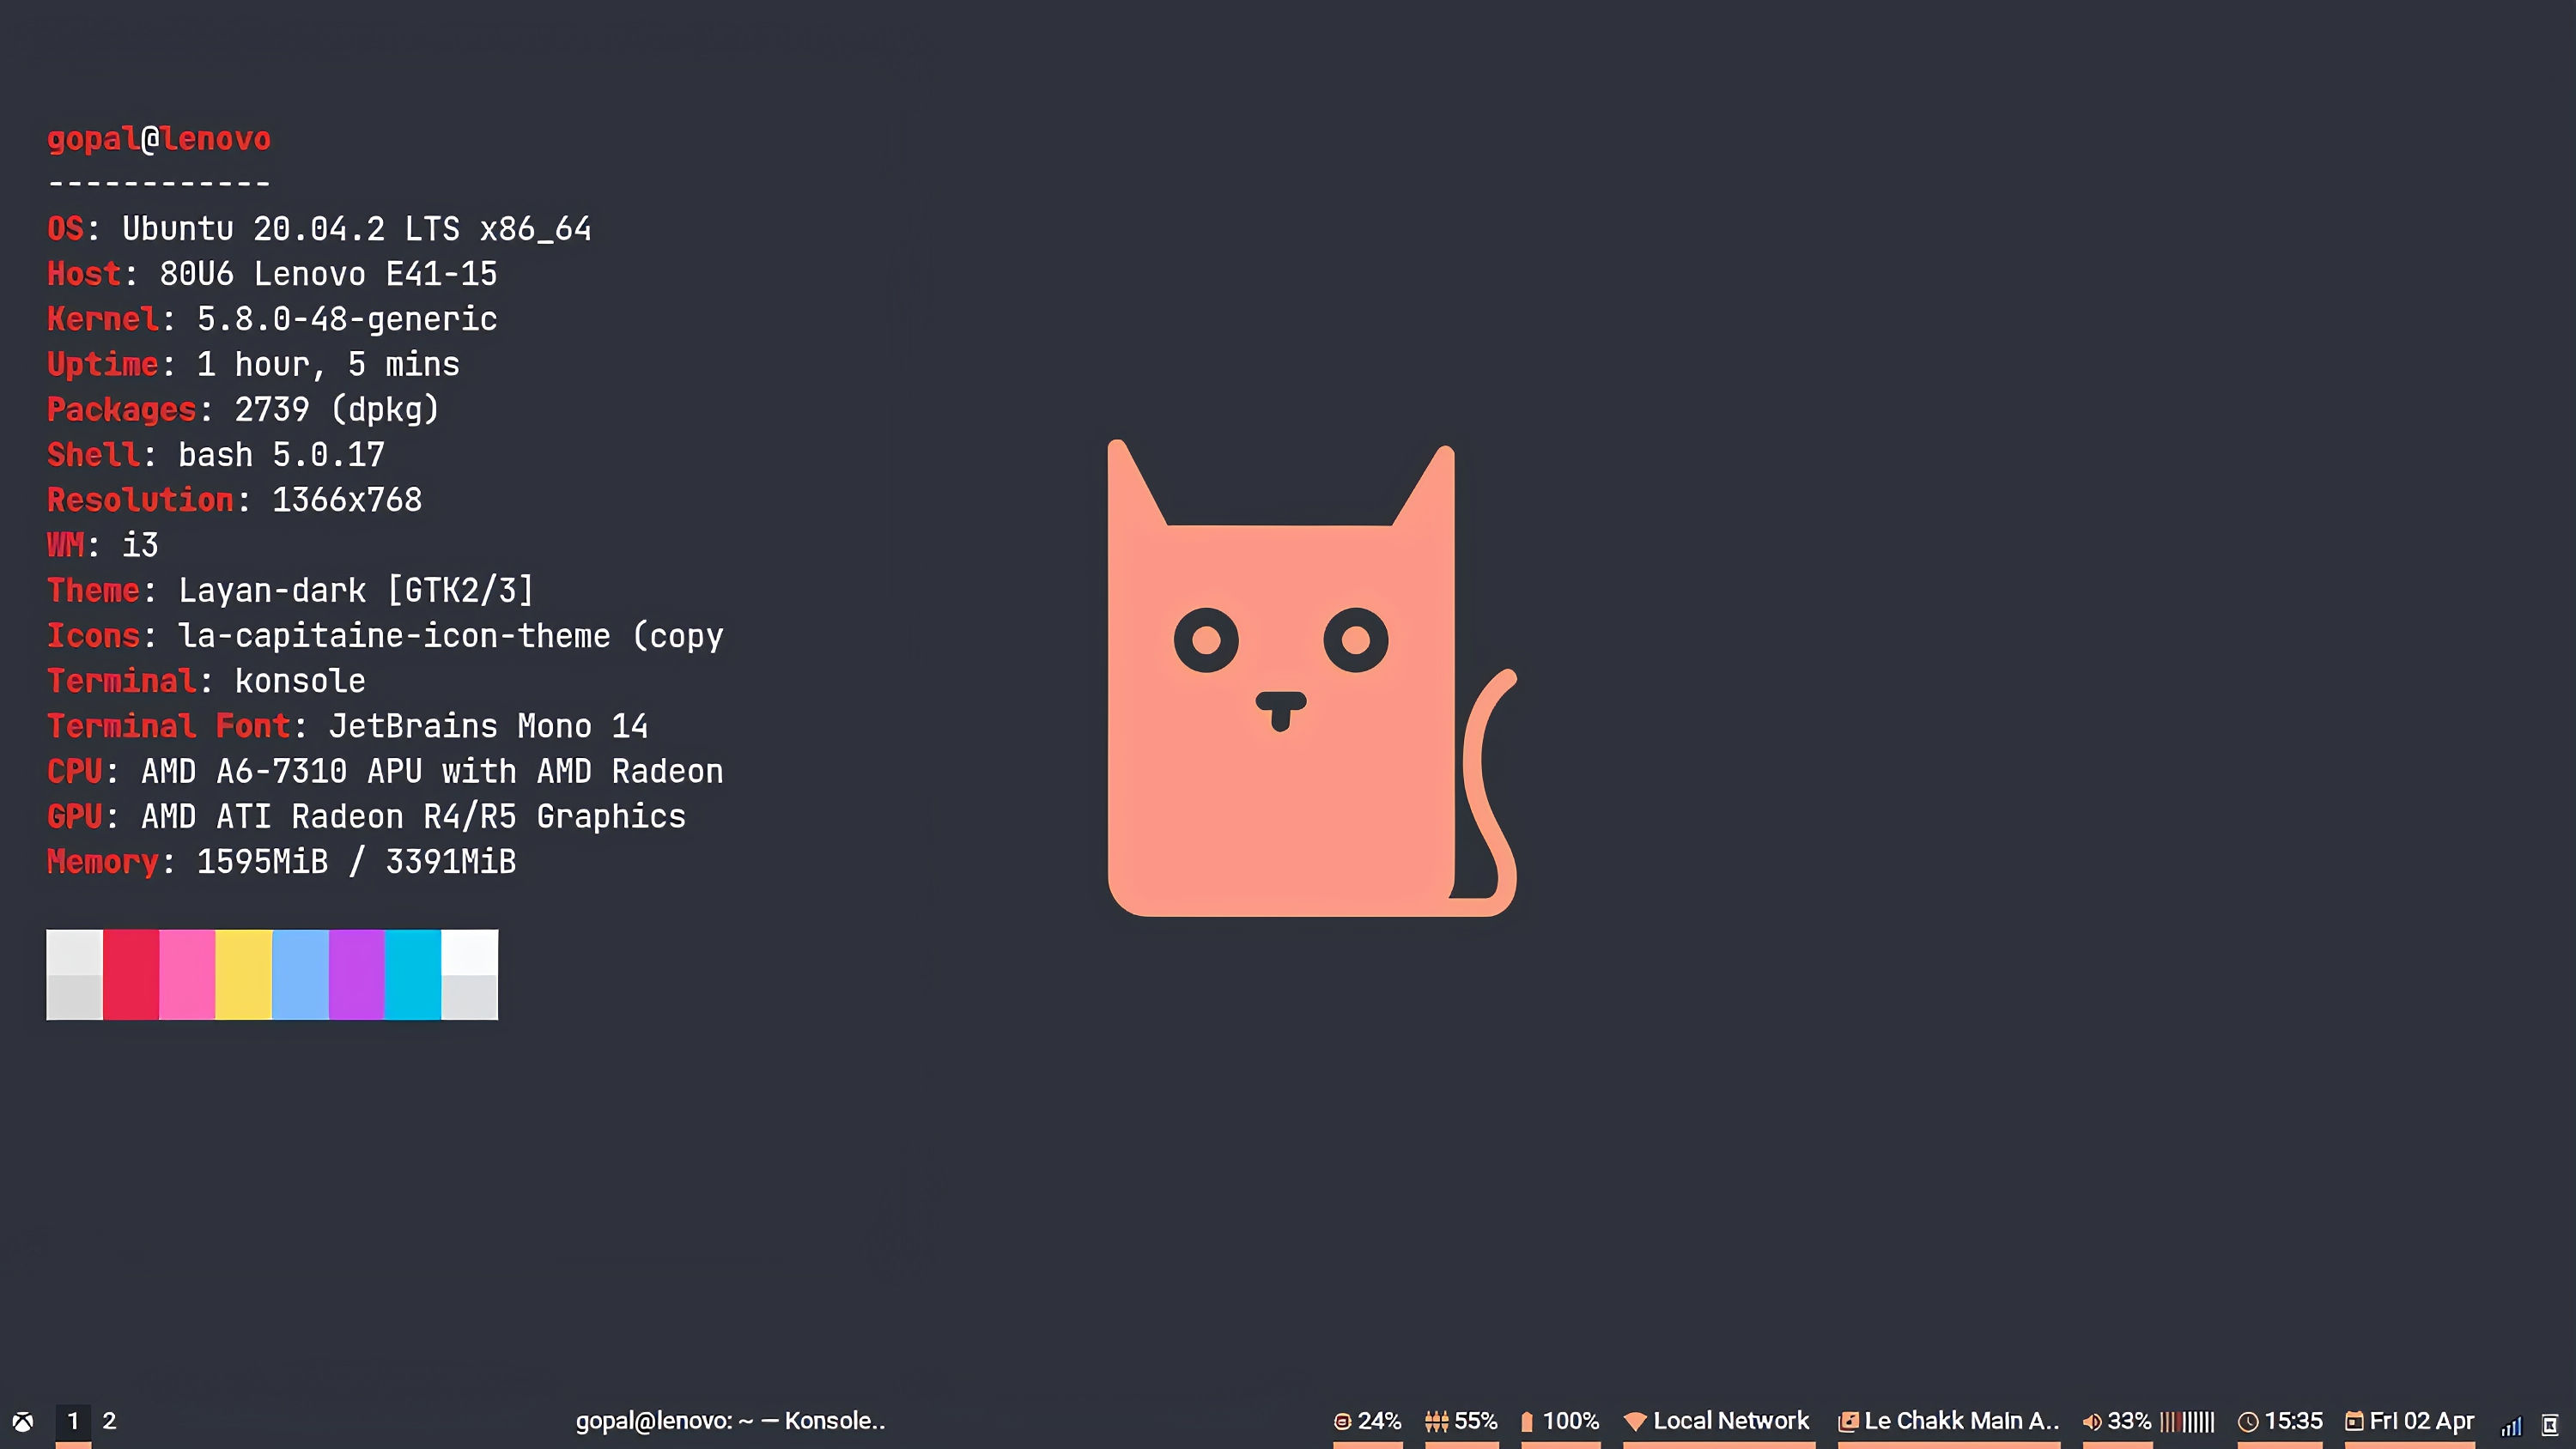 gopal@lenovo
------------
OS: Ubuntu 20.04.2 LTS x86_64
Host: 80U6 Lenovo E41-15
Kernel: 5.8.0-48-generic
Uptime: 1 hour, 5 mins
Packages: 2739 (dpkg)
Shell: bash 5.0.17
Resolution: 1366x768
WM: i3
Theme: Layan-dark [GTK2/3]
Icons: la-capitaine-icon-theme (copy
Terminal: konsole
Terminal Font: JetBrains Mono 14
CPU: AMD A6-7310 APU with AMD Radeon
GPU: AMD ATI Radeon R4/R5 Graphics
Memory: 1595MiB / 3391MiB
1 2 gopal@lenovo: ~ — Konsole.. 24% 55% 100% Local Network Le Chakk Main A.. 33% 15:35 Fri 02 Apr